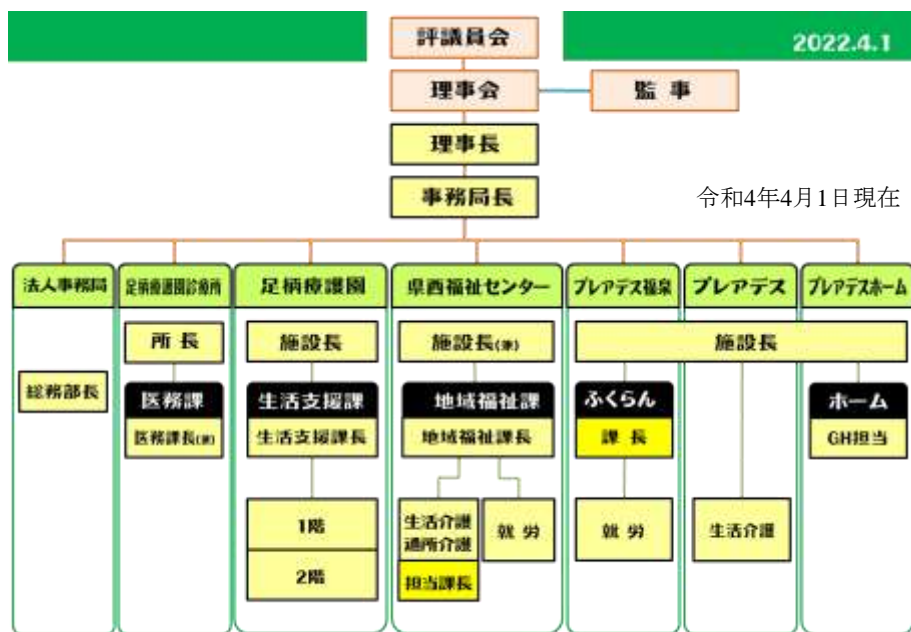 評議員会
2022.4.1
理事会
監事
理事長
事務局長
令和4年4月1日現在
法人事務局
足柄療護園診療所
足柄療護園
県西福祉センター
プレアデス福泉
プレアデス
プレアデスホーム
所長
施設長
施設長(兼)
施設長
総務部長
医務課
生活支援課
地域福祉課
ふくらん
ホーム
医務課長(兼)
生活支援課長
地域福祉課長
課長
GH担当
1階
2階
生活介護
通所介護
担当課長
就労
就労
生活介護